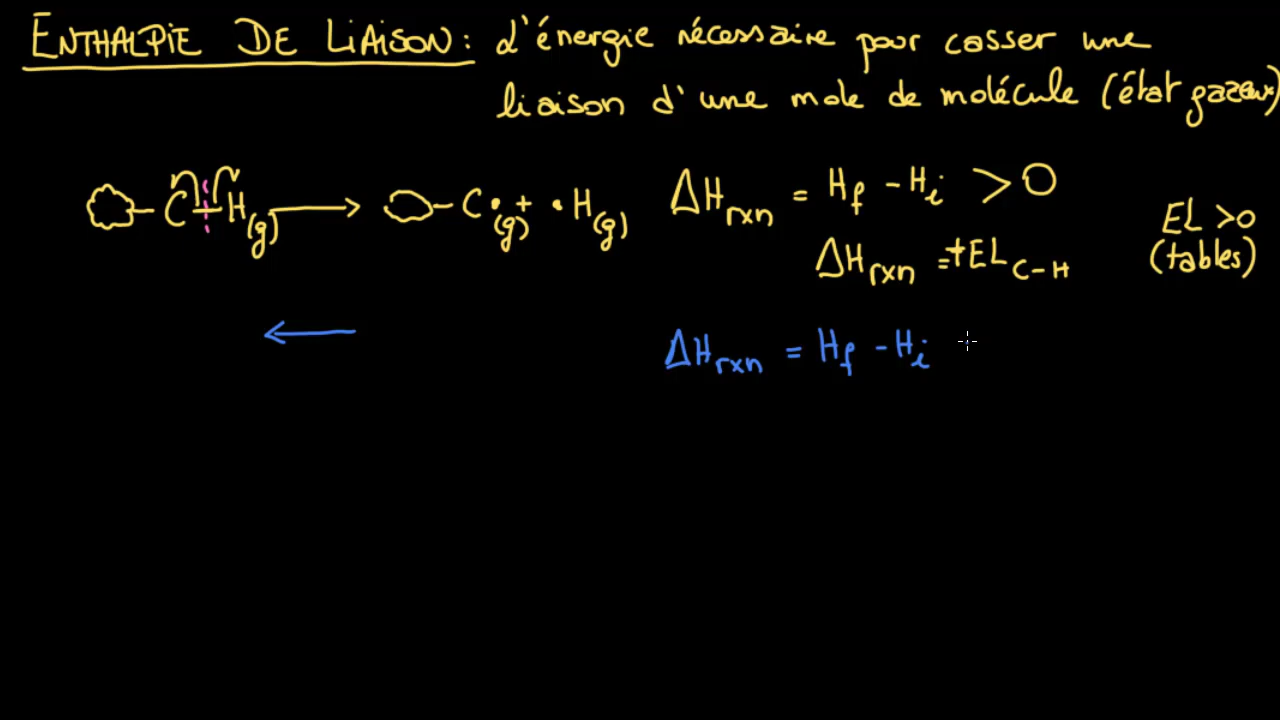 ENTHALPIE DE LIAISON : l'énergie nécessaire pour casser une
liaison d'une mole de molécule (état gazeux)
C-H(g) → C•(g) + •H(g) ΔHrxn = Hf - Hi > 0
EL > 0
ΔHrxn = +EL C-H (tables)
← ΔHrxn = Hf - Hi